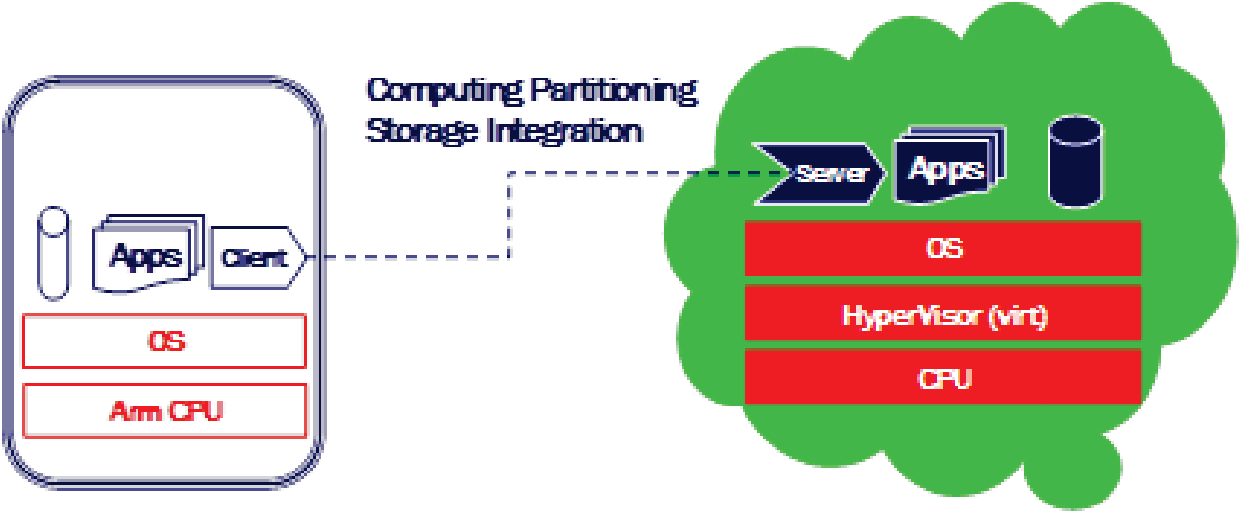 Computing Partitioning
Storage Integration
Apps
Client
OS
Arm CPU
Server
Apps
OS
HyperVisor (virt)
CPU